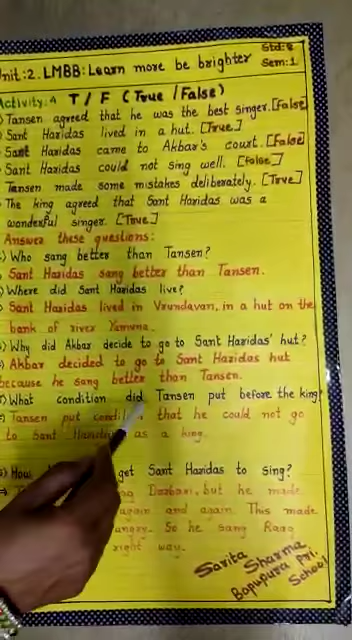 Std:8
Unit:2. LMBB: Learn more be brighter Sem:1
Activity:4 T/F (True/False)
Tansen agreed that he was the best singer. [False]
Sant Haridas lived in a hut. [True]
Sant Haridas came to Akbar's court. [False]
Sant Haridas could not sing well. [False]
Tansen made some mistakes deliberately. [True]
The king agreed that Sant Haridas was a
wonderful singer. [True]
Answer these questions:
Who sang better than Tansen?
Sant Haridas sang better than Tansen.
Where did Sant Haridas live?
Sant Haridas lived in Vrundavan, in a hut on the
bank of river Yamuna.
Why did Akbar decide to go to Sant Haridas' hut?
Akbar decided to go to Sant Haridas hut
because he sang better than Tansen.
What condition did Tansen put before the king?
Tansen put that he could not go
to Sant as a king.
get Sant Haridas to sing?
Darbari, but he made
again and again. This made
angry. So he sang Raag
right way.
Sarita Sharma
Bopupura Pri.
School